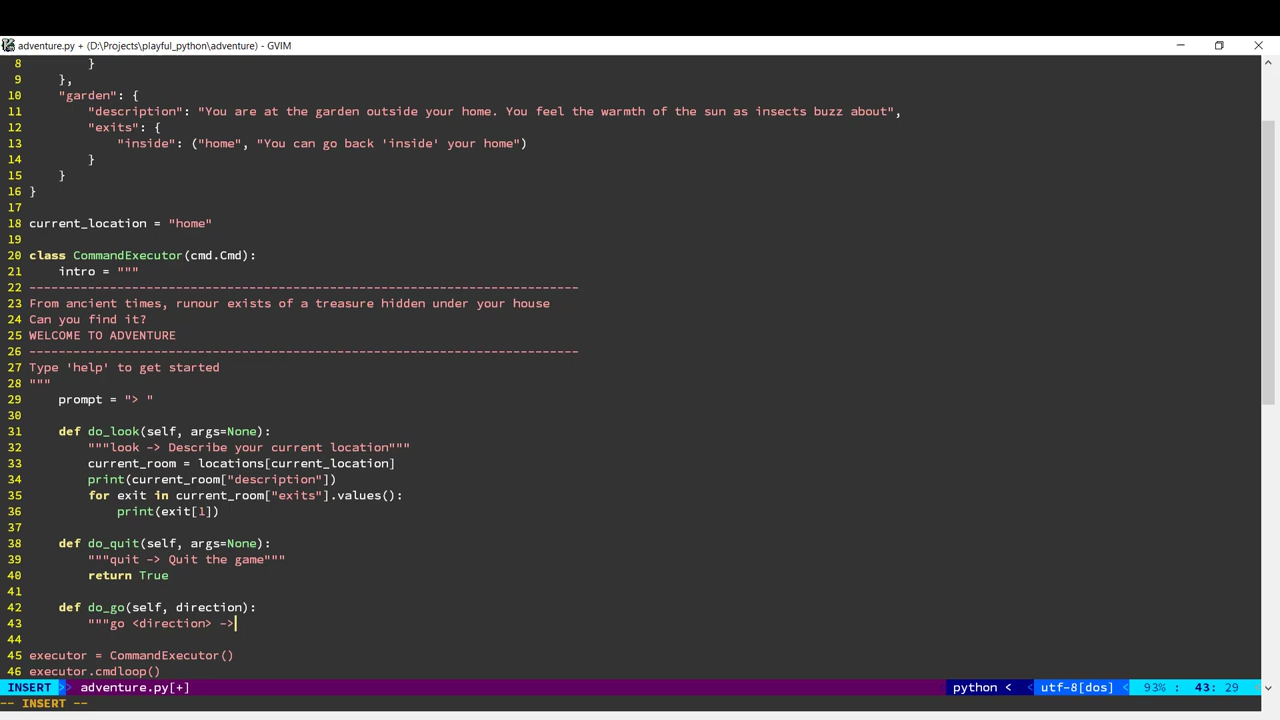 adventure.py + (D:\Projects\playful_python\adventure) - GVIM
8         }
9     },
10     "garden": {
11         "description": "You are at the garden outside your home. You feel the warmth of the sun as insects buzz about",
12         "exits": {
13             "inside": ("home", "You can go back 'inside' your home")
14         }
15     }
16 }
17
18 current_location = "home"
19
20 class CommandExecutor(cmd.Cmd):
21     intro = """
22 ---------------------------------------------------------------------------
23 From ancient times, runour exists of a treasure hidden under your house
24 Can you find it?
25 WELCOME TO ADVENTURE
26 ---------------------------------------------------------------------------
27 Type 'help' to get started
28 """
29     prompt = "> "
30
31     def do_look(self, args=None):
32         """look -> Describe your current location"""
33         current_room = locations[current_location]
34         print(current_room["description"])
35         for exit in current_room["exits"].values():
36             print(exit[1])
37
38     def do_quit(self, args=None):
39         """quit -> Quit the game"""
40         return True
41
42     def do_go(self, direction):
43         """go <direction> ->
44
45 executor = CommandExecutor()
46 executor.cmdloop()
INSERT adventure.py[+] python < utf-8[dos] 93% : 43: 29
-- INSERT --